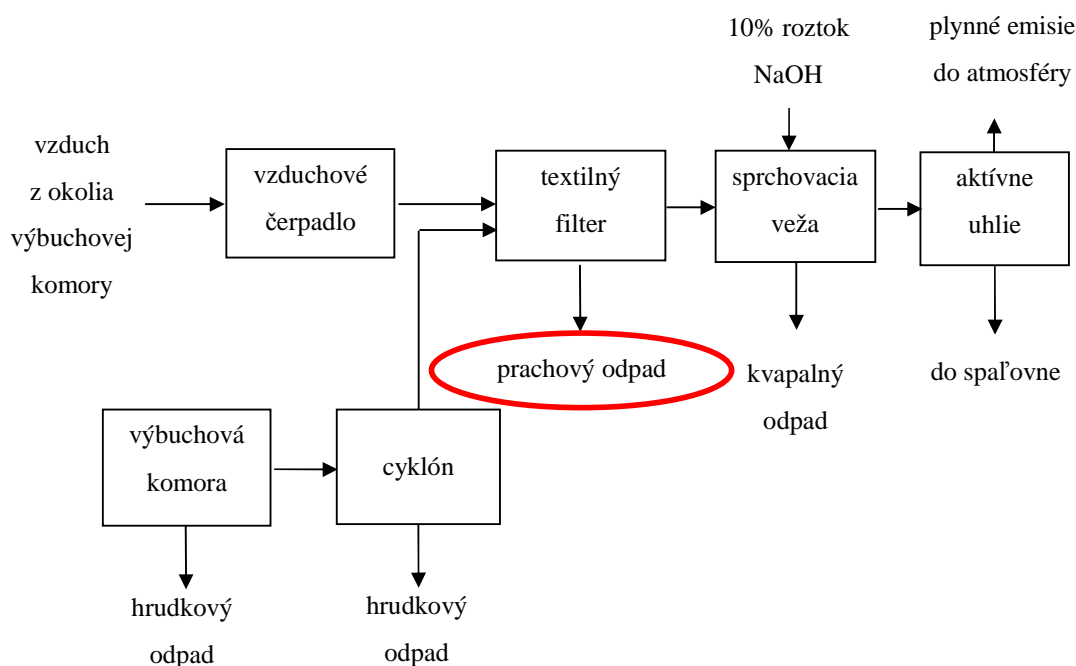 10% roztok
NaOH
plynné emisie
do atmosféry
vzduch
z okolia
výbuchovej
komory
vzduchové
čerpadlo
textilný
filter
sprchovacia
veža
aktívne
uhlie
prachový odpad
kvapalný
odpad
do spaľovne
výbuchová
komora
cyklón
hrudkový
odpad
hrudkový
odpad